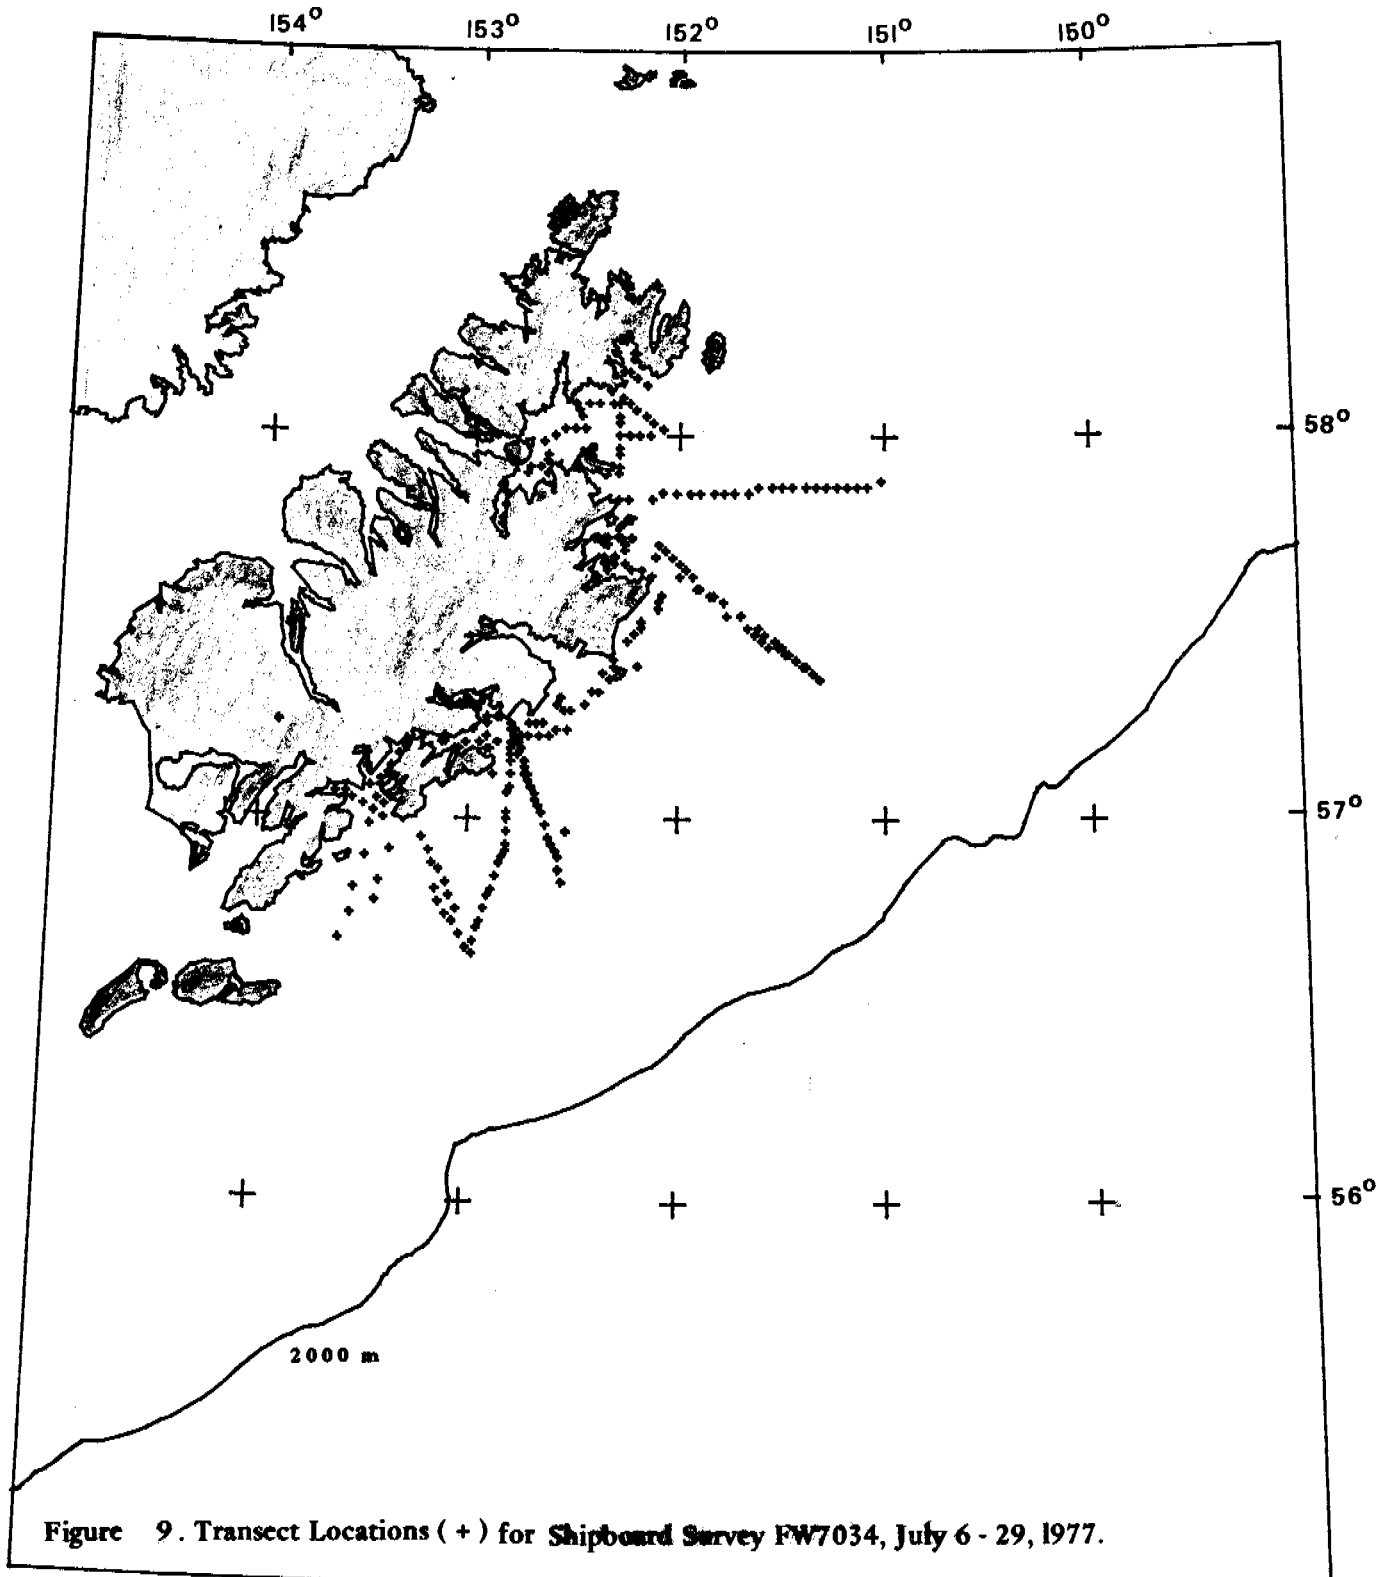 154° 153° 152° 151° 150°
58°
57°
56°
2000 m
Figure 9. Transect Locations ( + ) for Shipboard Survey FW7034, July 6 - 29, 1977.